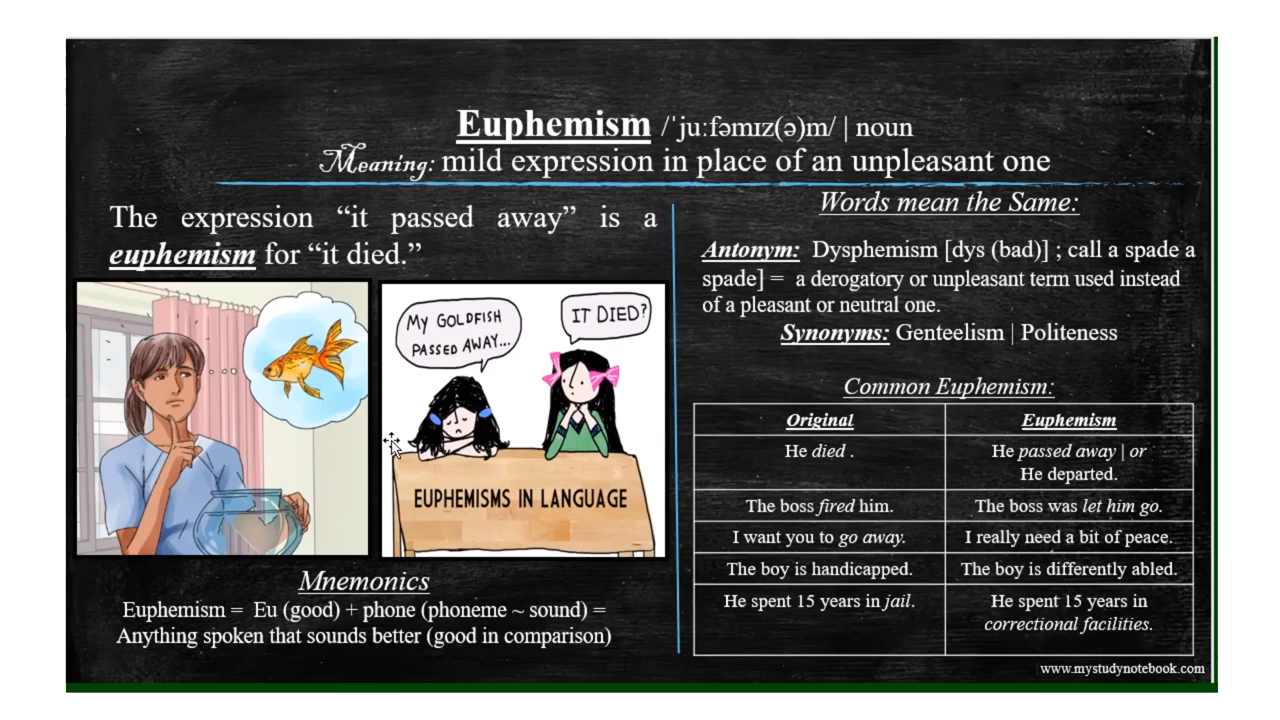 Euphemism /ˈjuːfəmɪz(ə)m/ | noun
Meaning: mild expression in place of an unpleasant one
The expression “it passed away” is a
euphemism for “it died.”
MY GOLDFISH
PASSED AWAY...
IT DIED?
EUPHEMISMS IN LANGUAGE
Mnemonics
Euphemism = Eu (good) + phone (phoneme ~ sound) =
Anything spoken that sounds better (good in comparison)
Words mean the Same:
Antonym: Dysphemism [dys (bad)] ; call a spade a
spade] = a derogatory or unpleasant term used instead
of a pleasant or neutral one.
Synonyms: Genteelism | Politeness
Common Euphemism:
Original Euphemism
He died . He passed away | or
He departed.
The boss fired him. The boss was let him go.
I want you to go away. I really need a bit of peace.
The boy is handicapped. The boy is differently abled.
He spent 15 years in jail. He spent 15 years in
correctional facilities.
www.mystudynotebook.com